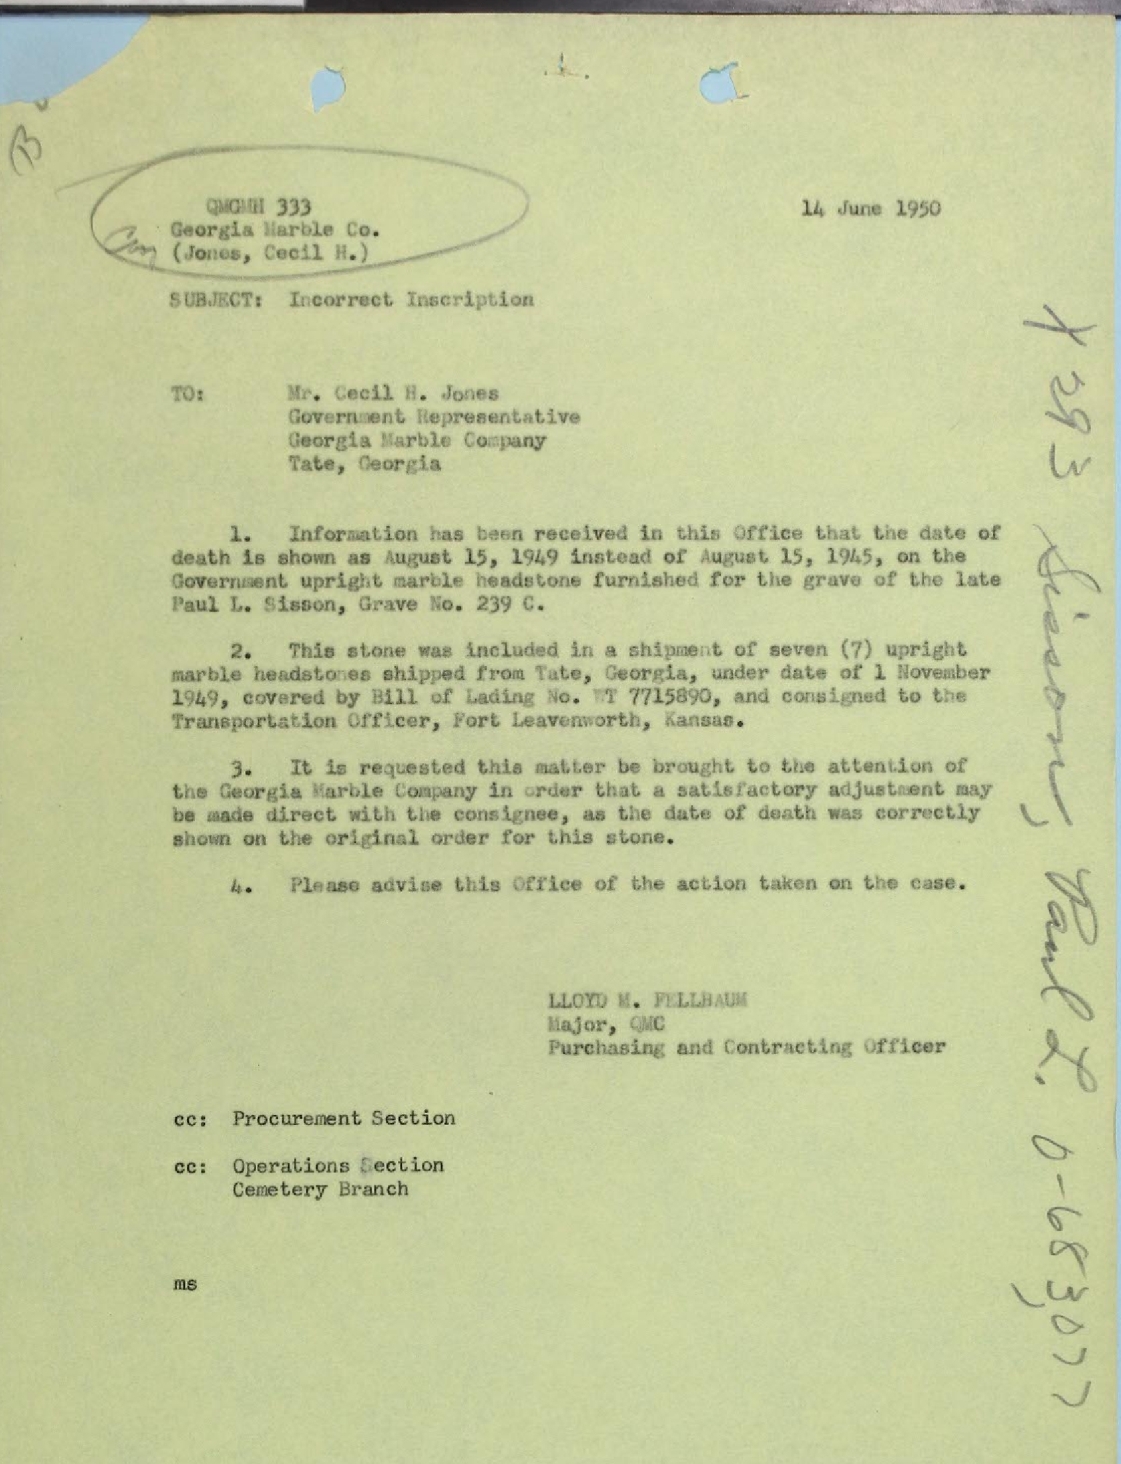 B
QMGMH 333
14 June 1950
Georgia Marble Co.
(Jones, Cecil H.)
SUBJECT: Incorrect Inscription
TO: Mr. Cecil H. Jones
Government Representative
Georgia Marble Company
Tate, Georgia
1. Information has been received in this Office that the date of
death is shown as August 15, 1949 instead of August 15, 1945, on the
Government upright marble headstone furnished for the grave of the late
Paul L. Sisson, Grave No. 239 C.
2. This stone was included in a shipment of seven (7) upright
marble headstones shipped from Tate, Georgia, under date of 1 November
1949, covered by Bill of Lading No. WT 7715890, and consigned to the
Transportation Officer, Fort Leavenworth, Kansas.
3. It is requested this matter be brought to the attention of
the Georgia Marble Company in order that a satisfactory adjustment may
be made direct with the consignee, as the date of death was correctly
shown on the original order for this stone.
4. Please advise this Office of the action taken on the case.
LLOYD M. FELLBAUM
Major, QMC
Purchasing and Contracting Officer
cc: Procurement Section
cc: Operations Section
Cemetery Branch
ms
X 293 Sisson, Paul L. O-683,077